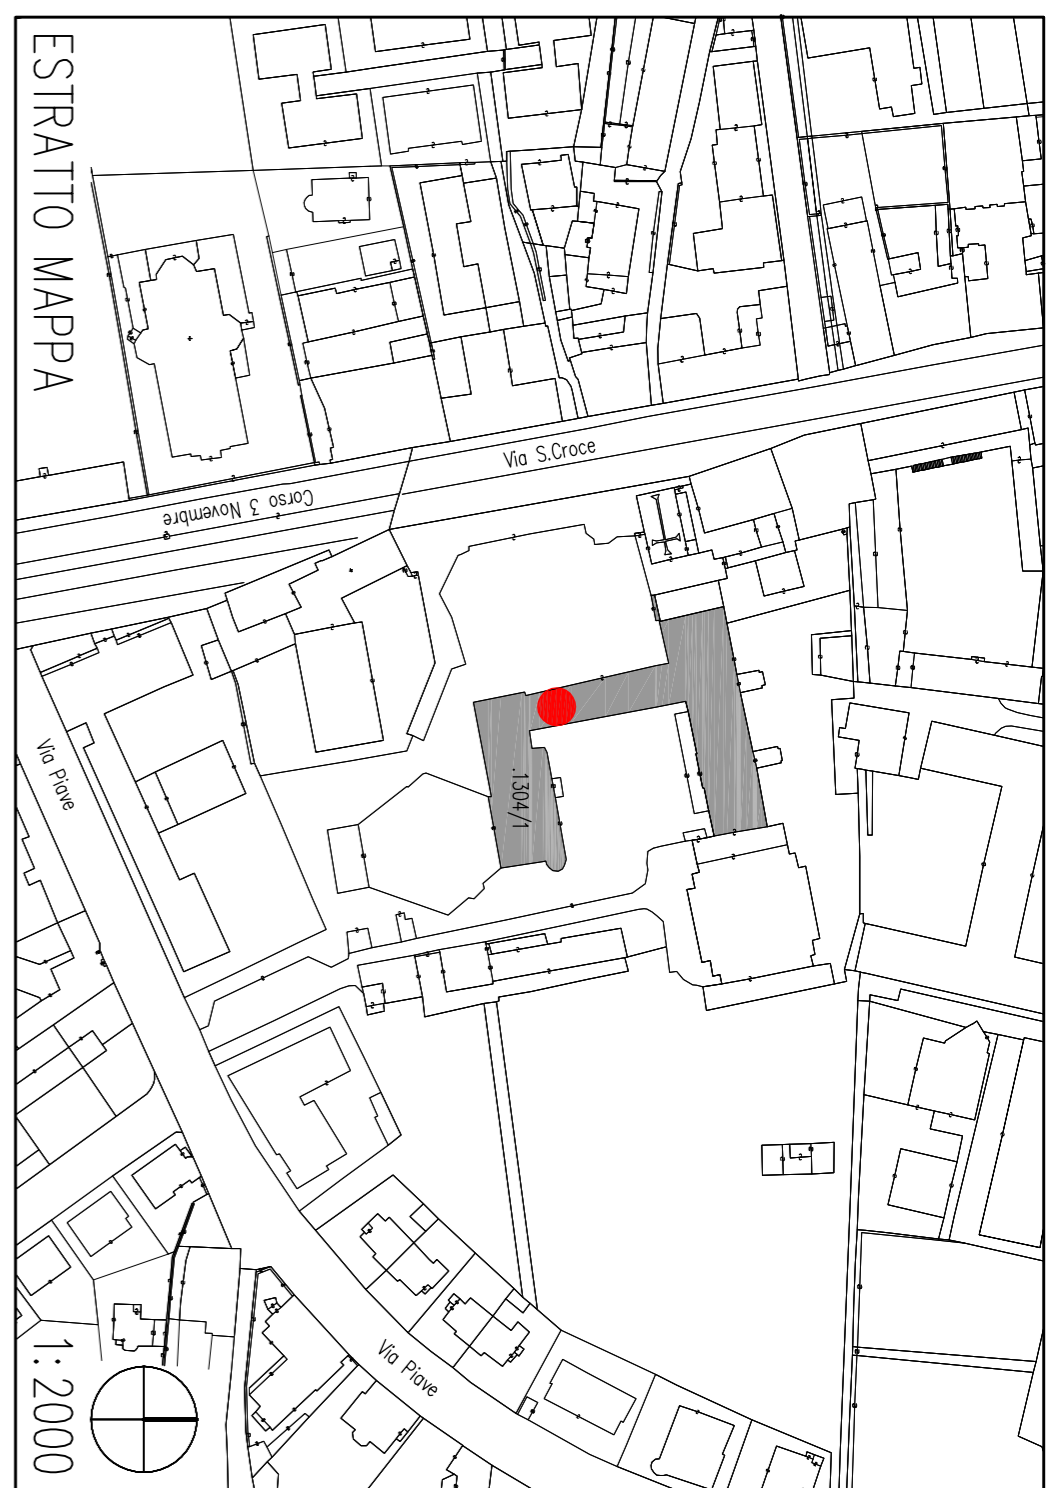 ESTRATTO MAPPA
1:2000
Via S.Croce
Corso 3 Novembre
Via Piave
.1304/1
Via Piave